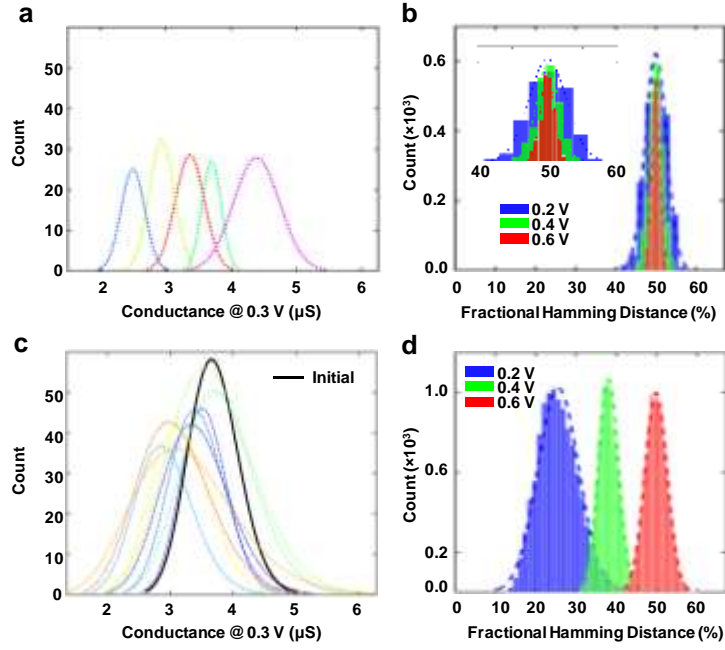 a
60
50
40
30
20
10
0
Count
2 3 4 5 6
Conductance @ 0.3 V (µS)
b
0.6
0.4
0.2
0.0
Count (×10³)
40 50 60
0.2 V
0.4 V
0.6 V
0 10 20 30 40 50 60
Fractional Hamming Distance (%)
c
50
40
30
20
10
0
Count
Initial
2 3 4 5 6
Conductance @ 0.3 V (µS)
d
1.0
0.6
0.2
0.0
Count (×10³)
0.2 V
0.4 V
0.6 V
0 10 20 30 40 50 60
Fractional Hamming Distance (%)